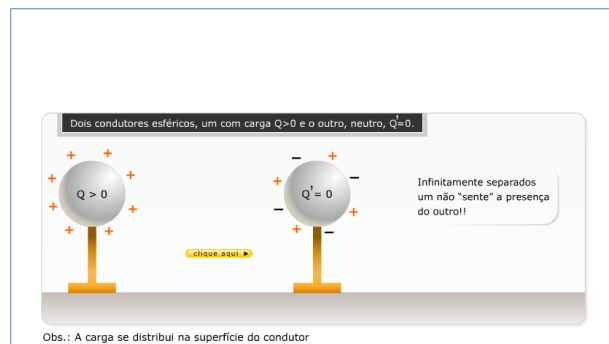 Dois condutores esféricos, um com carga Q>0 e o outro, neutro, Q'=0.
Q > 0
Q' = 0
Infinitamente separados
um não "sente" a presença
do outro!!
clique aqui
Obs.: A carga se distribui na superfície do condutor